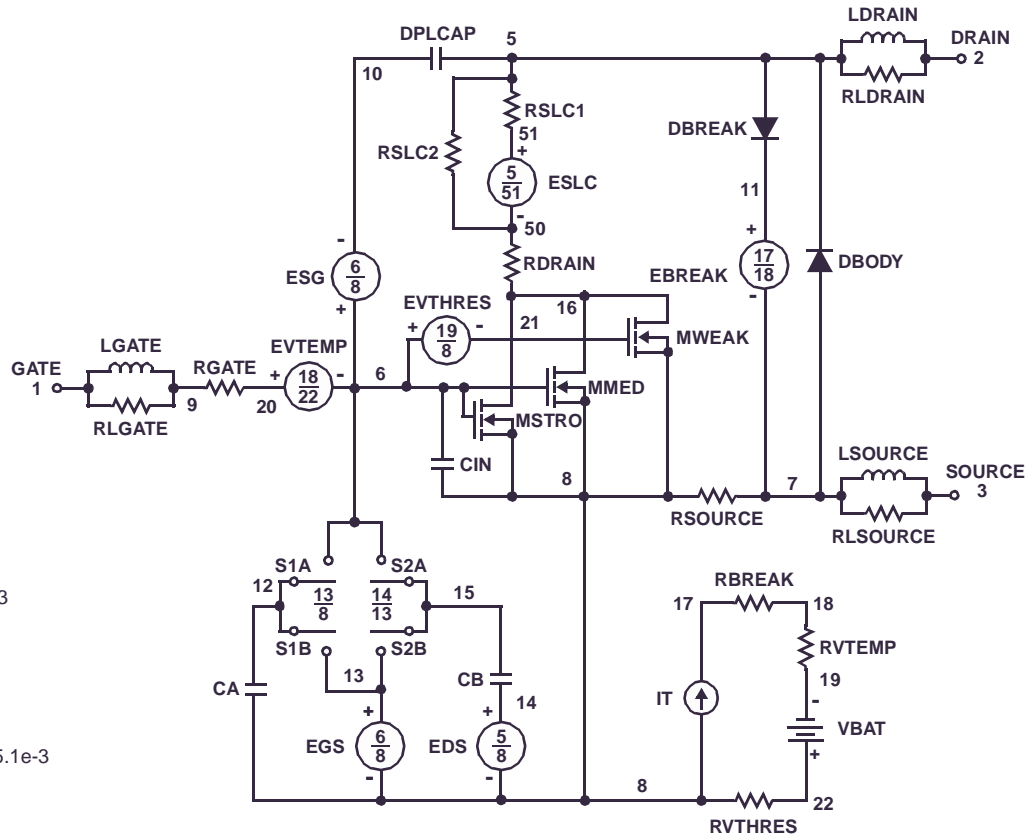 LDRAIN
DPLCAP
5
DRAIN
2
10
RLDRAIN
RSLC1
DBREAK
51
+
RSLC2
5
51
ESLC
11
-
50
-
+
RDRAIN
17
18
6
8
ESG
EBREAK
DBODY
EVTHRES
16
-
+
+
19
8
-
21
MWEAK
LGATE
EVTEMP
GATE
1
RGATE
+
18
22
-
6
MMED
9
20
MSTRO
RLGATE
LSOURCE
CIN
8
7
SOURCE
3
RSOURCE
RLSOURCE
S1A
S2A
12
RBREAK
13
8
14
13
15
17
18
3
S1B
S2B
RVTEMP
13
CB
19
CA
14
IT
-
+
+
VBAT
EGS
6
8
EDS
5
8
5.1e-3
+
-
-
8
22
RVTHRES